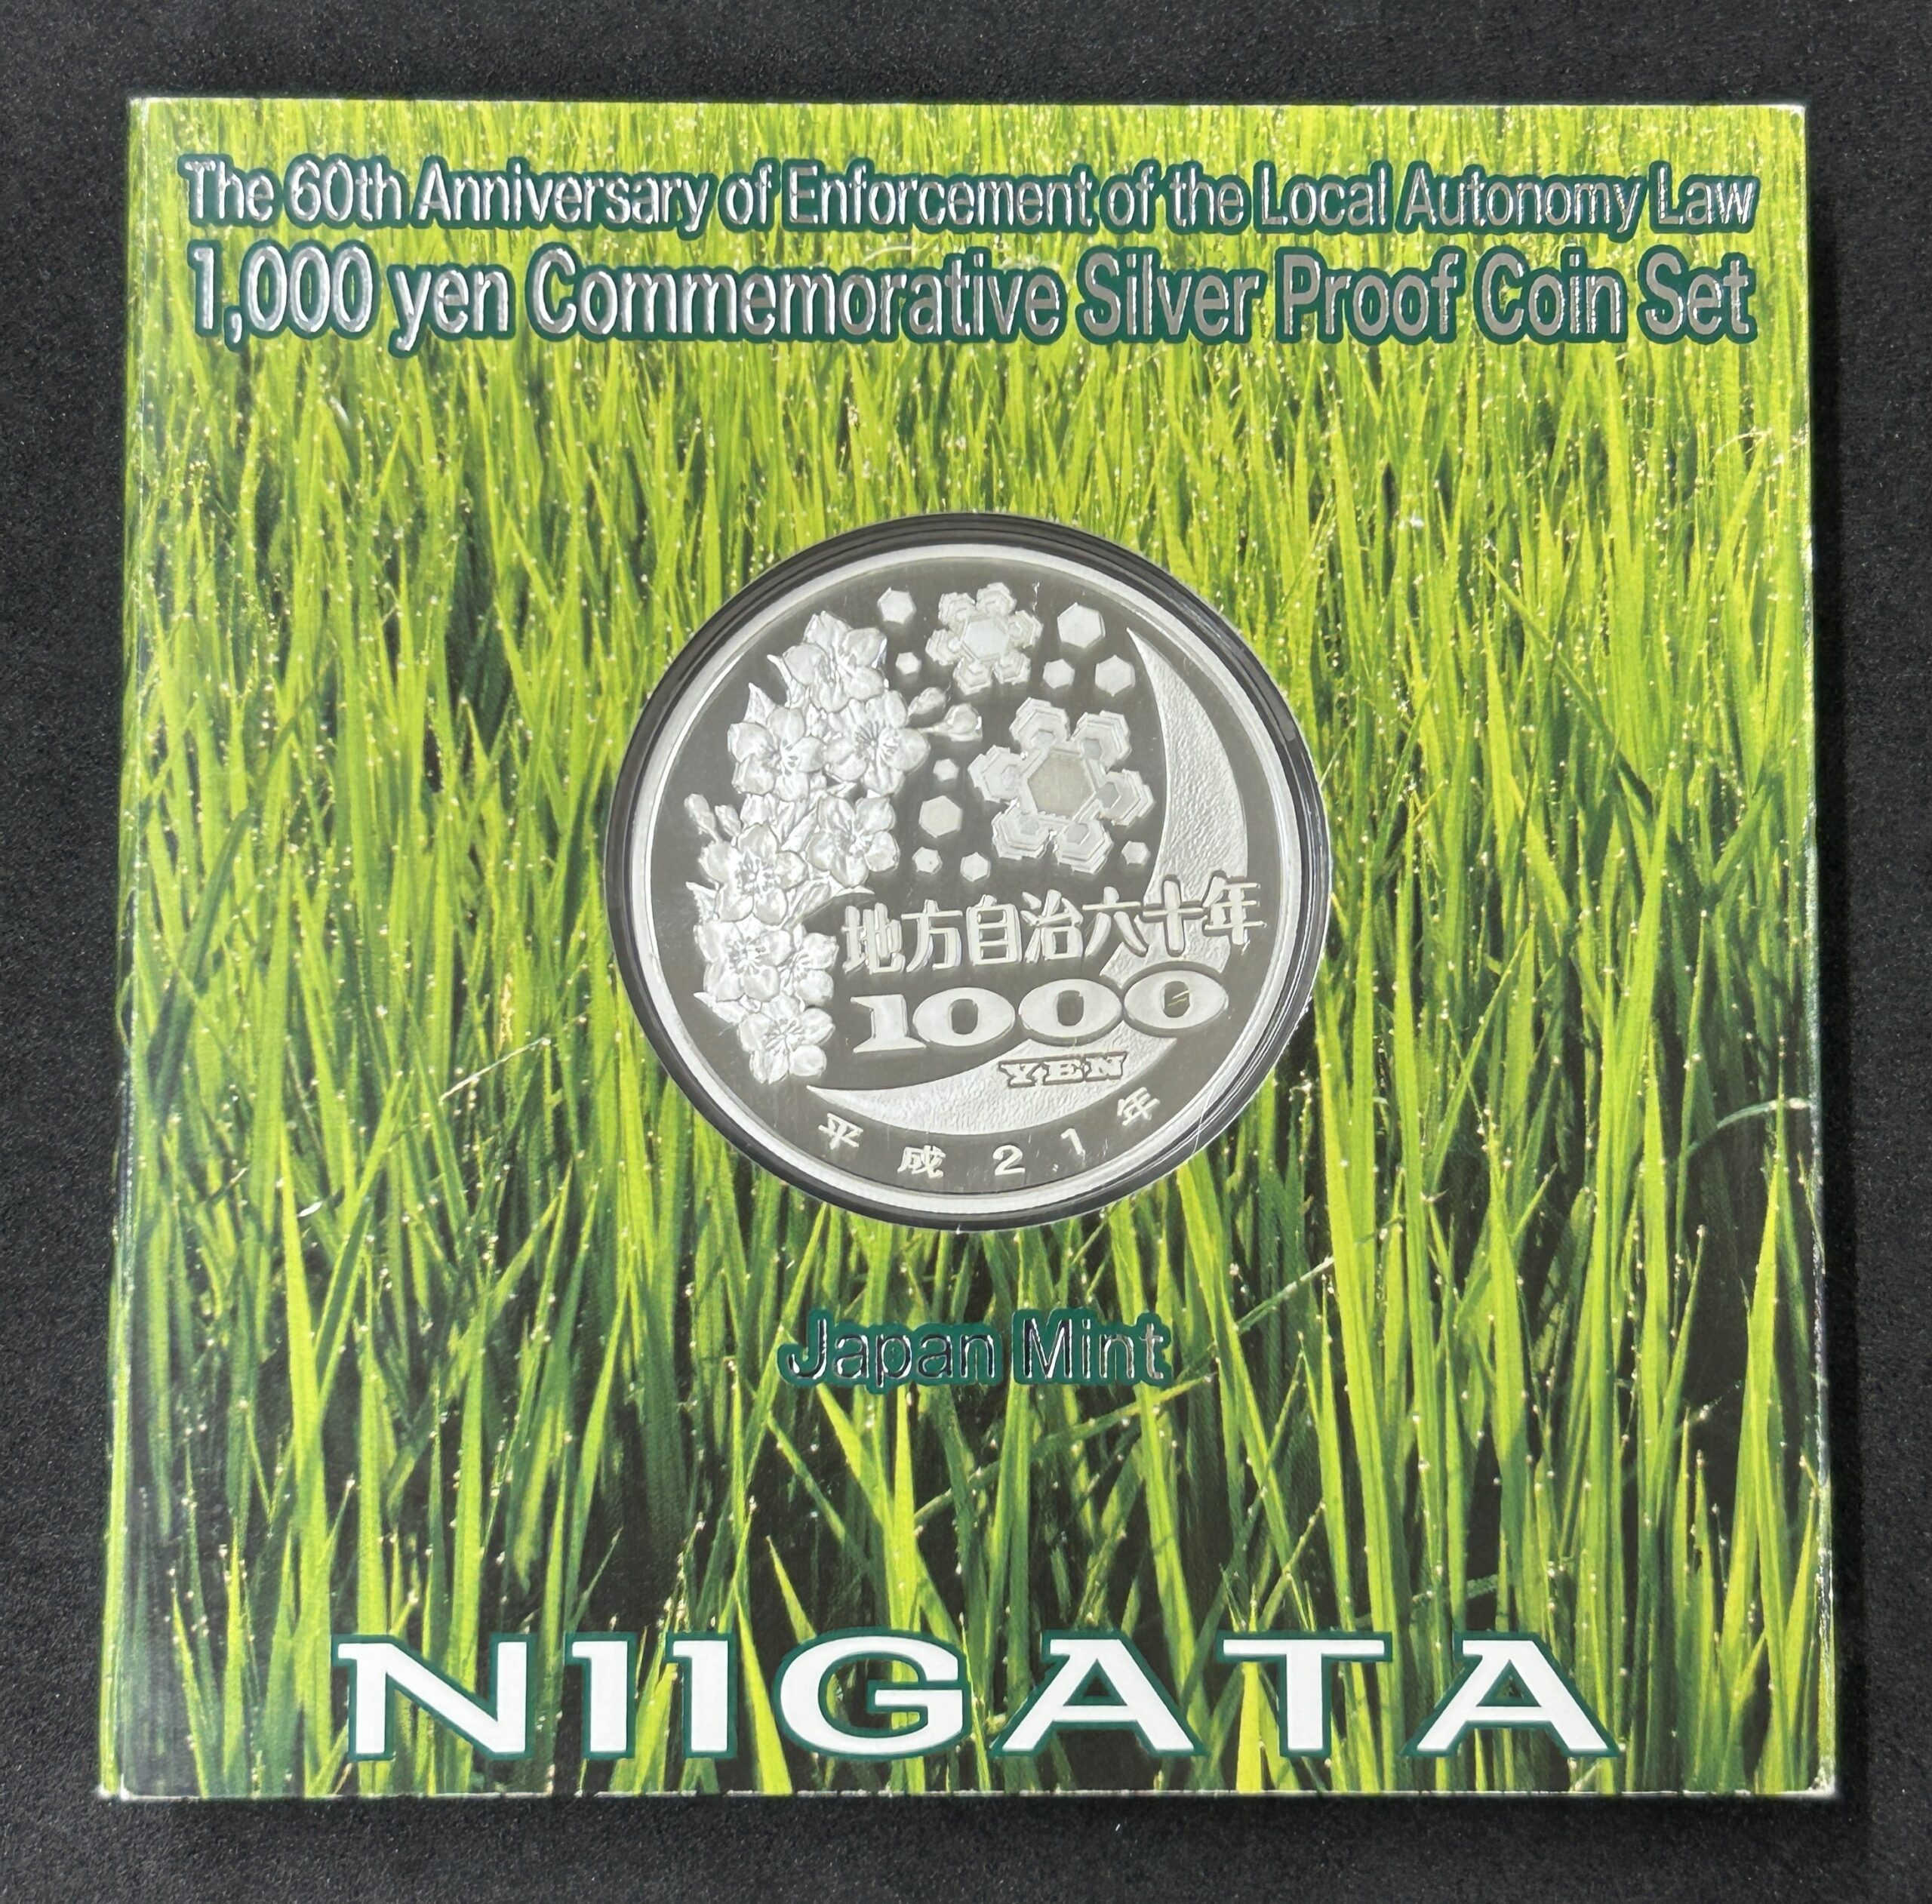 The 60th Anniversary of Enforcement of the Local Autonomy Law
1,000 yen Commemorative Silver Proof Coin Set
地方自治六十年
1000
YEN
平成21年
Japan Mint
NIIGATA